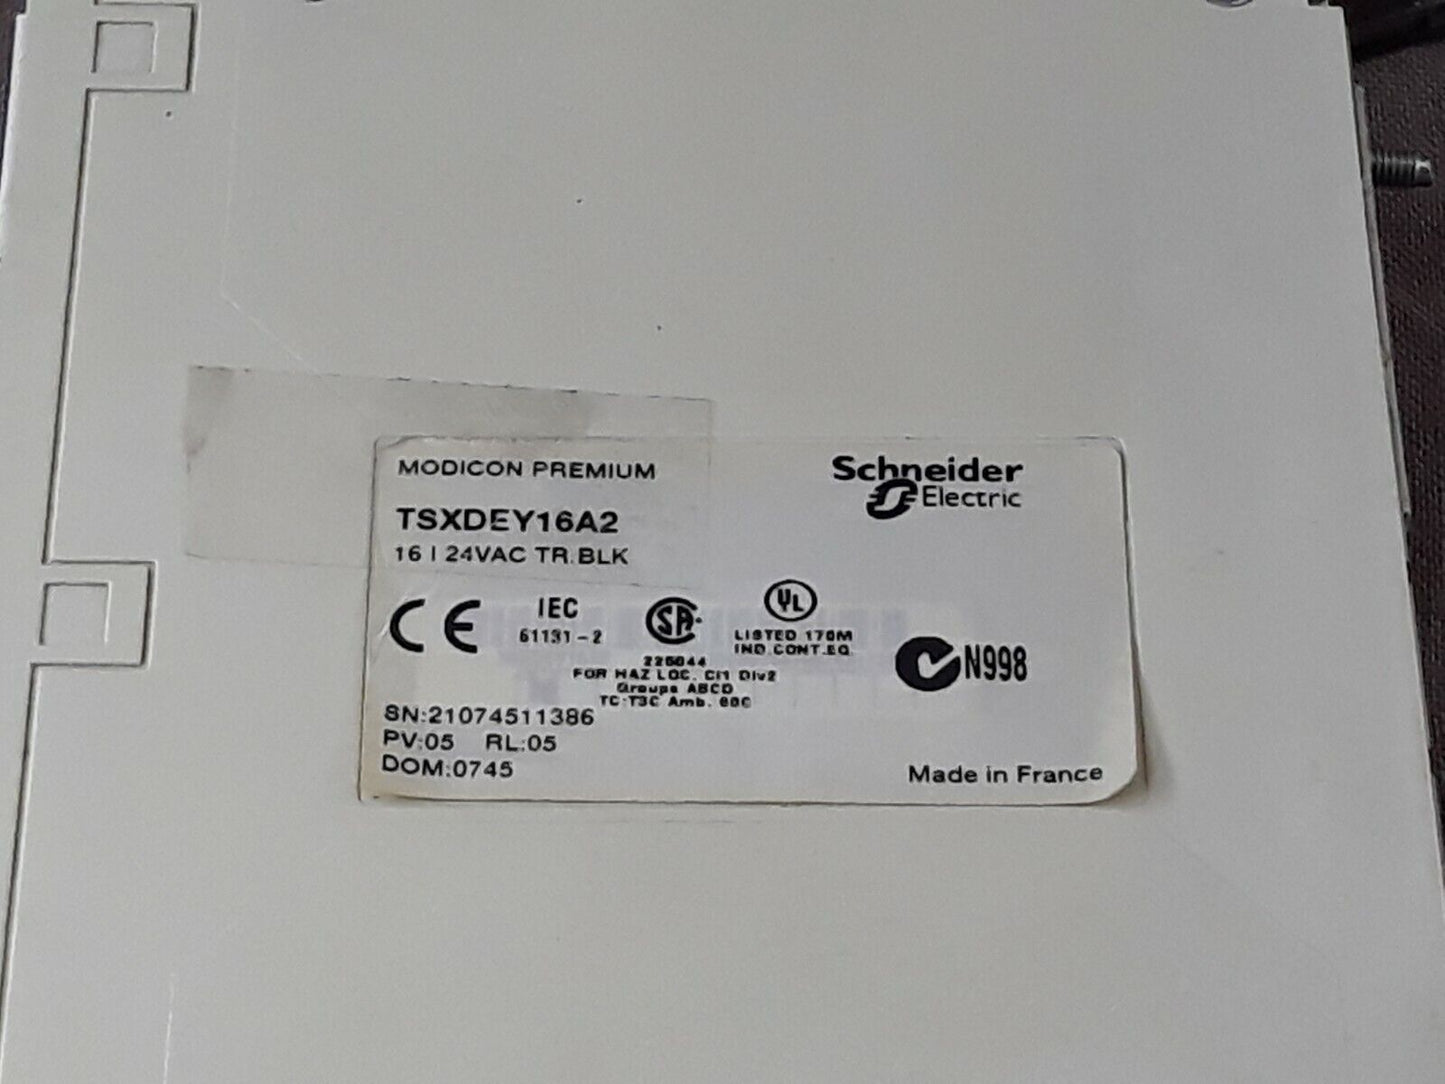 MODICON PREMIUM
Schneider
Electric
TSXDEY16A2
16 I 24VAC TR.BLK
CE
IEC
61131-2
SA
UL
LISTED 170M
IND.CONT.EQ.
225044
FOR HAZ LOC. Cl1 Div2
Groups ABCD
TC:T3C Amb. 60C
N998
SN:21074511386
PV:05 RL:05
DOM:0745
Made in France